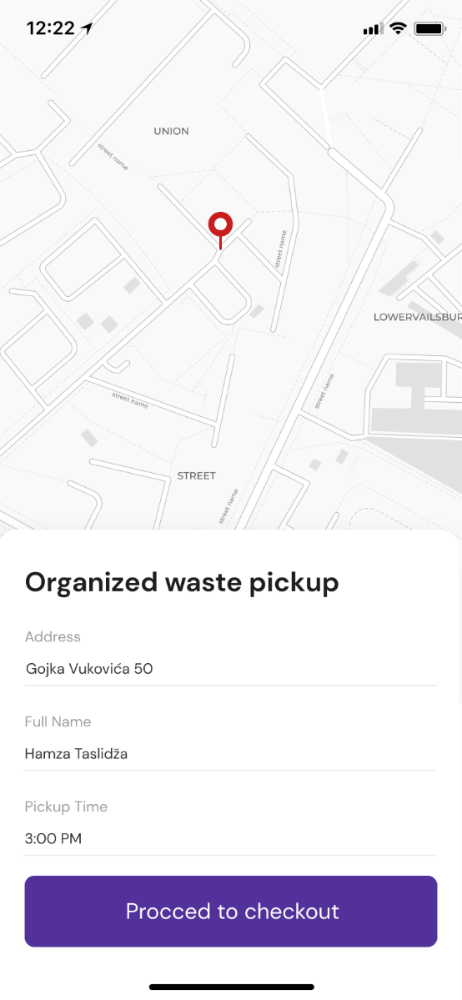 12:22
UNION
street name
street name
LOWERVAILSBUR
street name
street name
STREET
street name
Organized waste pickup
Address
Gojka Vukovića 50
Full Name
Hamza Taslidža
Pickup Time
3:00 PM
Procced to checkout